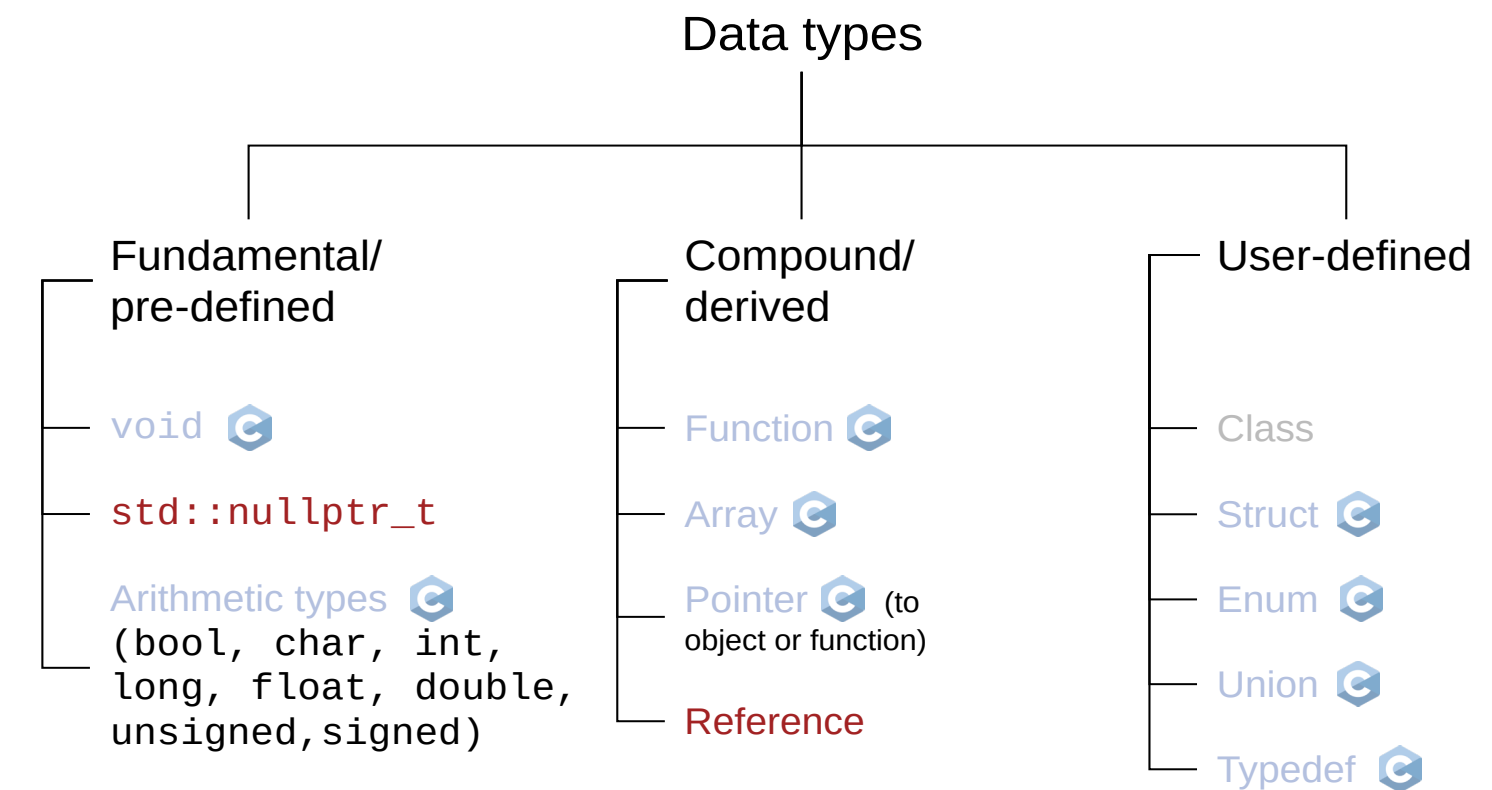 Data types
Fundamental/
pre-defined
void
std::nullptr_t
Arithmetic types
(bool, char, int,
long, float, double,
unsigned,signed)
Compound/
derived
Function
Array
Pointer (to
object or function)
Reference
User-defined
Class
Struct
Enum
Union
Typedef